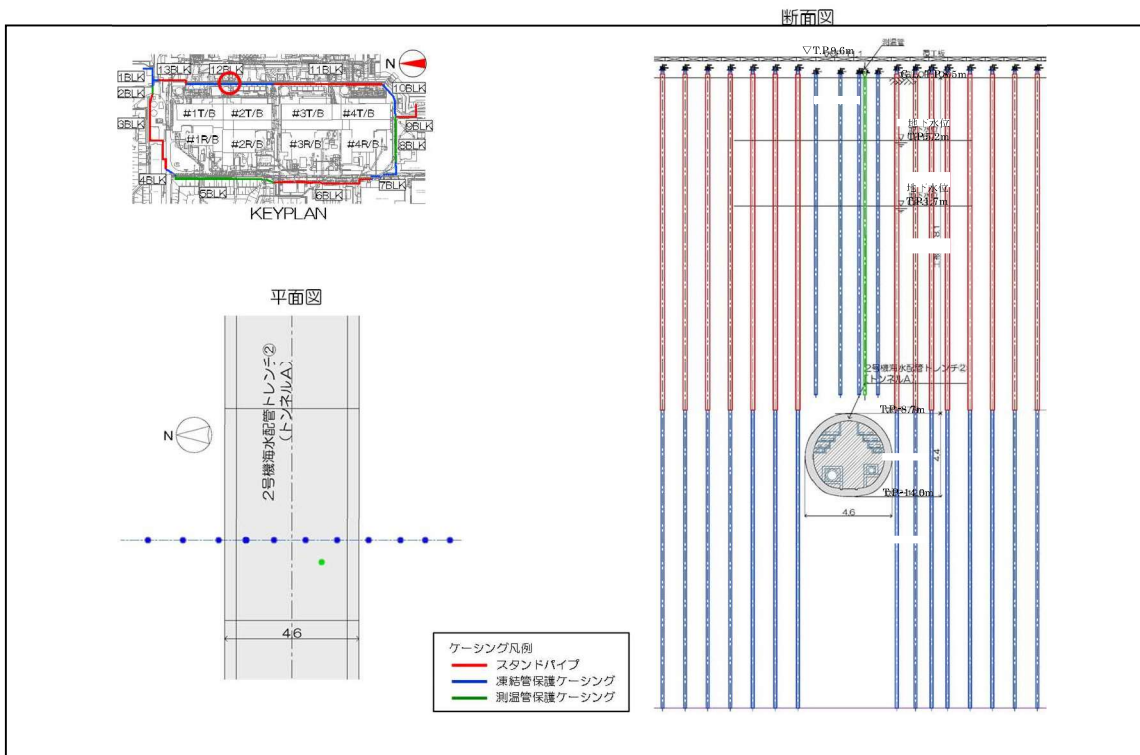 断面図
13BLK
12BLK
11BLK
N
1BLK
2BLK
10BLK
#1T/B
#2T/B
#3T/B
#4T/B
3BLK
9BLK
#1R/B
#2R/B
#3R/B
#4R/B
8BLK
4BLK
5BLK
6BLK
7BLK
KEYPLAN
測温管
覆工板
地下水位
地下水位
8.1
2号機海水配管トレンチ②
(トンネルA)
4.4
4.6
平面図
2号機海水配管トレンチ②
(トンネルA)
N
4.6
ケーシング凡例
スタンドパイプ
凍結管保護ケーシング
測温管保護ケーシング